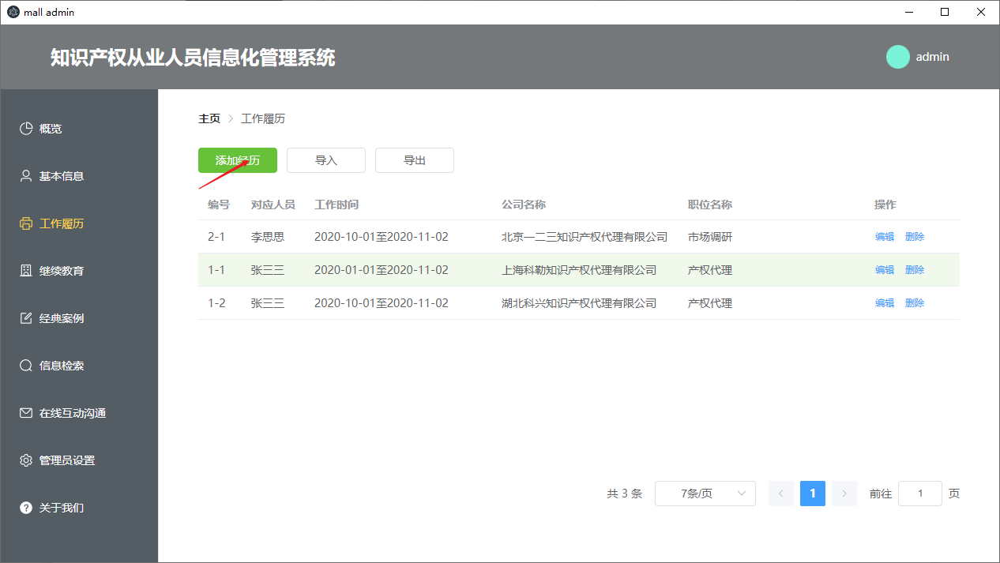 mall admin
知识产权从业人员信息化管理系统
admin
概览
基本信息
工作履历
继续教育
经典案例
信息检索
在线互动沟通
管理员设置
关于我们
主页 工作履历
添加经历 导入 导出
编号 对应人员 工作时间 公司名称 职位名称 操作
2-1 李思思 2020-10-01至2020-11-02 北京一二三知识产权代理有限公司 市场调研 编辑 删除
1-1 张三三 2020-01-01至2020-11-02 上海科勒知识产权代理有限公司 产权代理 编辑 删除
1-2 张三三 2020-10-01至2020-11-02 湖北科兴知识产权代理有限公司 产权代理 编辑 删除
共 3 条 7条/页 1 前往 1 页